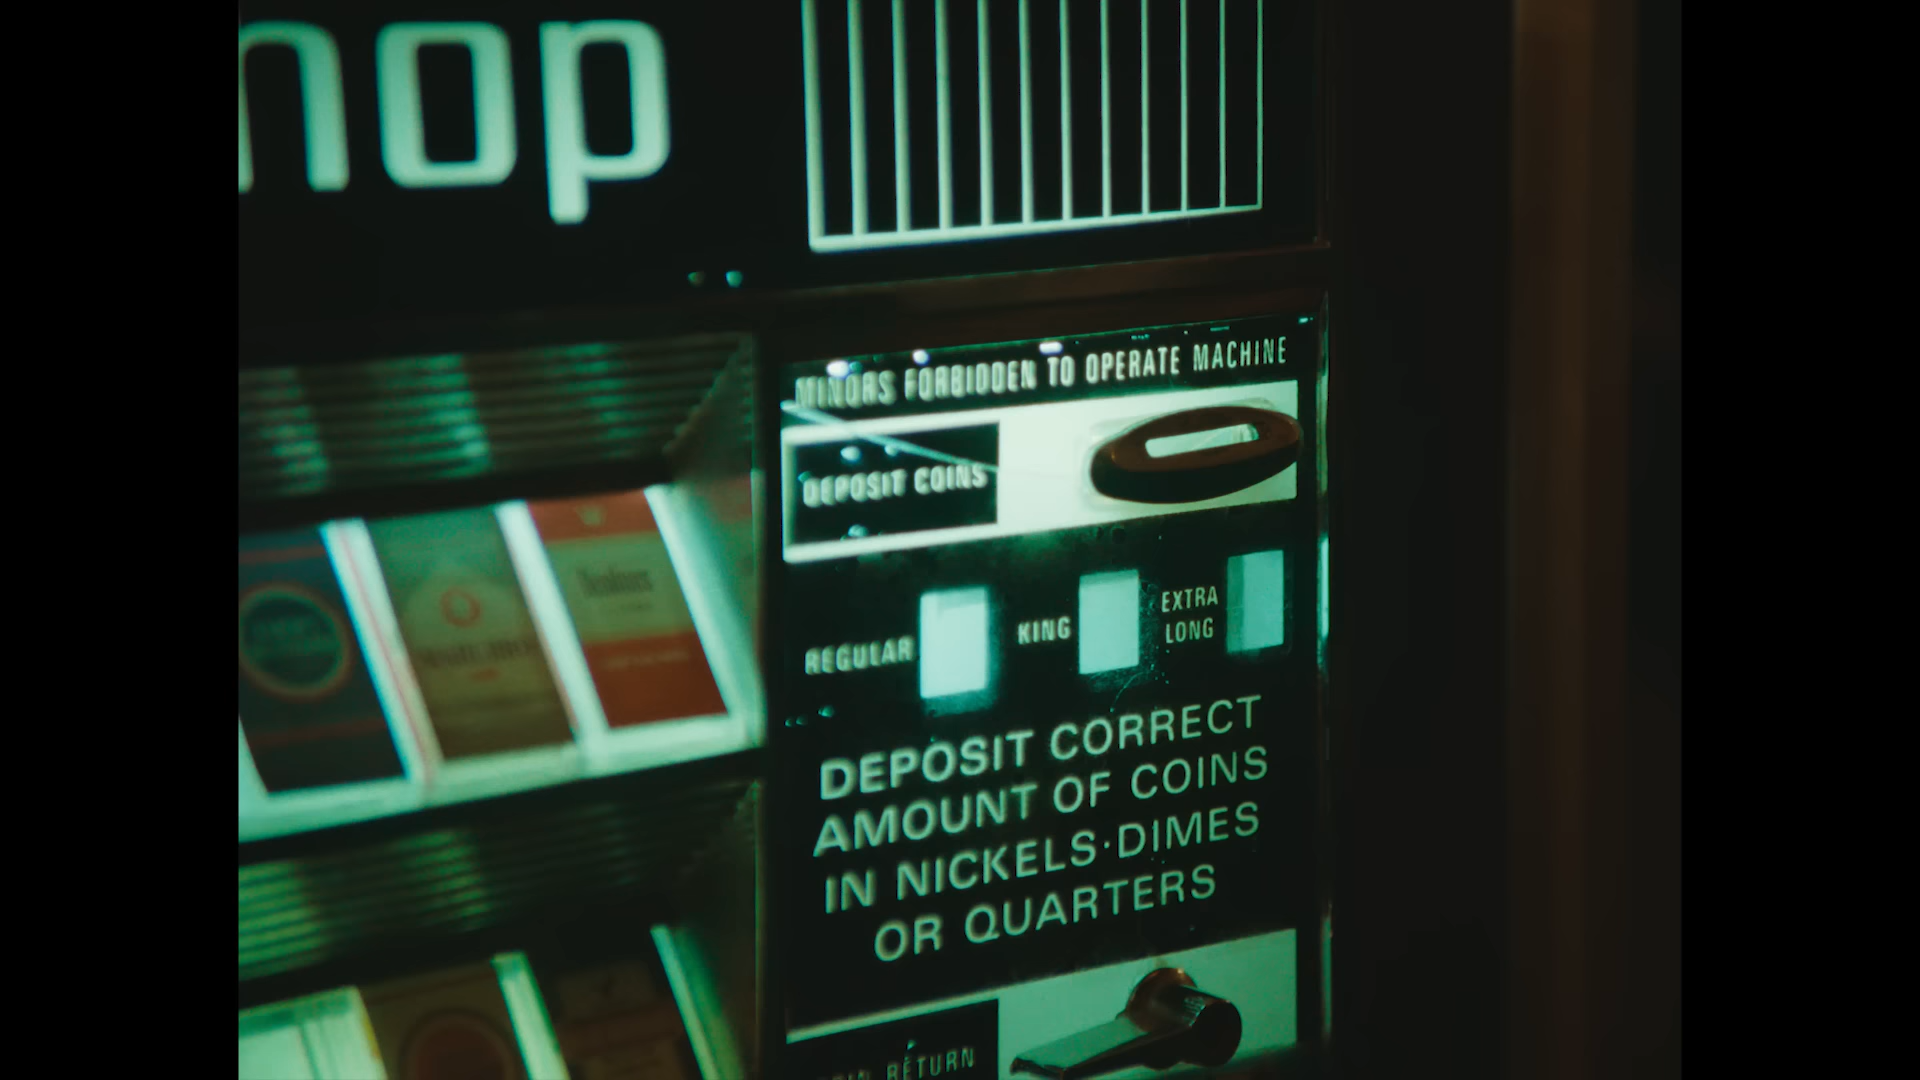 hop
MINORS FORBIDDEN TO OPERATE MACHINE
DEPOSIT COINS
REGULAR
KING
EXTRA
LONG
DEPOSIT CORRECT
AMOUNT OF COINS
IN NICKELS·DIMES
OR QUARTERS
RETURN